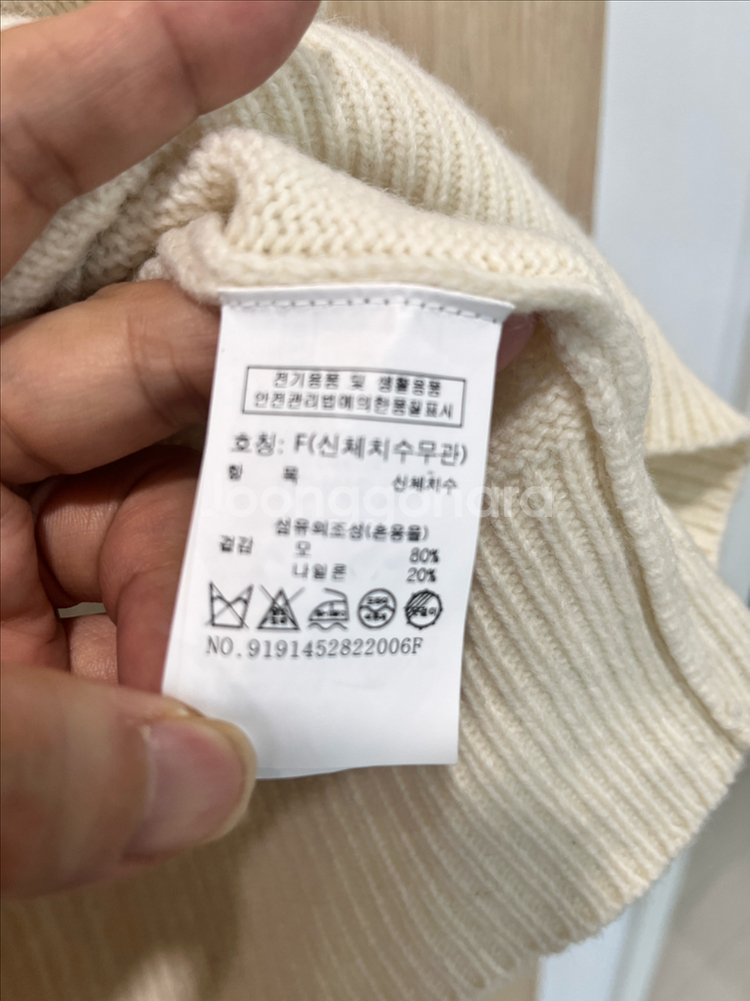 전기용품 및 생활용품
안전관리법에의한품질표시
호칭: F(신체치수무관)
항 목 신체치수
섬유의조성(혼용율)
겉감 모 80%
나일론 20%
NO.9191452822006F